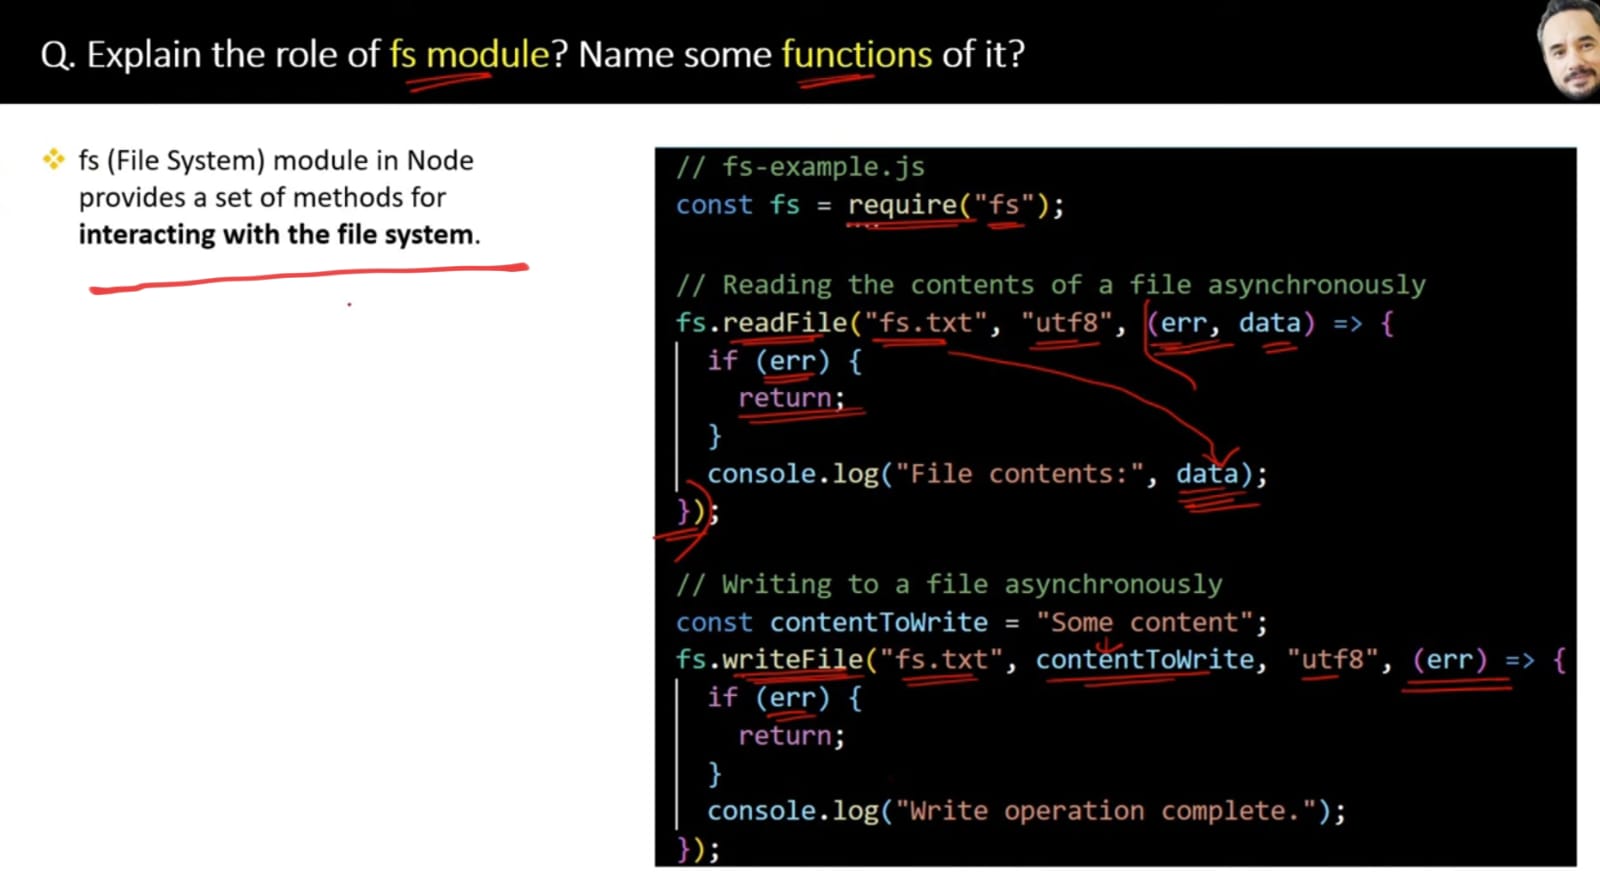 Q. Explain the role of fs module? Name some functions of it?
fs (File System) module in Node
provides a set of methods for
interacting with the file system.
// fs-example.js
const fs = require("fs");
// Reading the contents of a file asynchronously
fs.readFile("fs.txt", "utf8", (err, data) => {
if (err) {
return;
}
console.log("File contents:", data);
});
// Writing to a file asynchronously
const contentToWrite = "Some content";
fs.writeFile("fs.txt", contentToWrite, "utf8", (err) => {
if (err) {
return;
}
console.log("Write operation complete.");
});